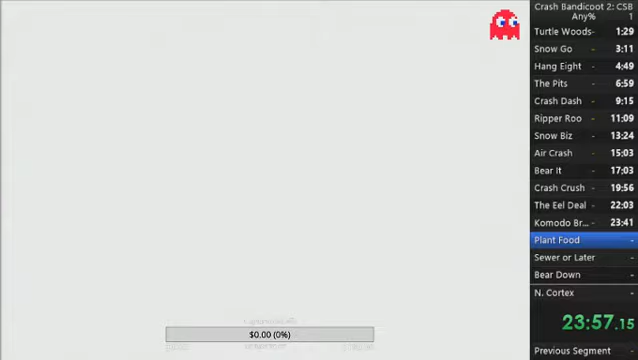 Crash Bandicoot 2: CSB
Any% 1
Turtle Woods- 1:29
Snow Go - 3:11
Hang Eight - 4:49
The Pits - 6:59
Crash Dash - 9:15
Ripper Roo - 11:09
Snow Biz - 13:24
Air Crash - 15:03
Bear It - 17:03
Crash Crush - 19:56
The Eel Deal - 22:03
Komodo Br... - 23:41
Plant Food -
Sewer or Later -
Bear Down -
N. Cortex -
23:57.15
$0.00 (0%)
Previous Segment -